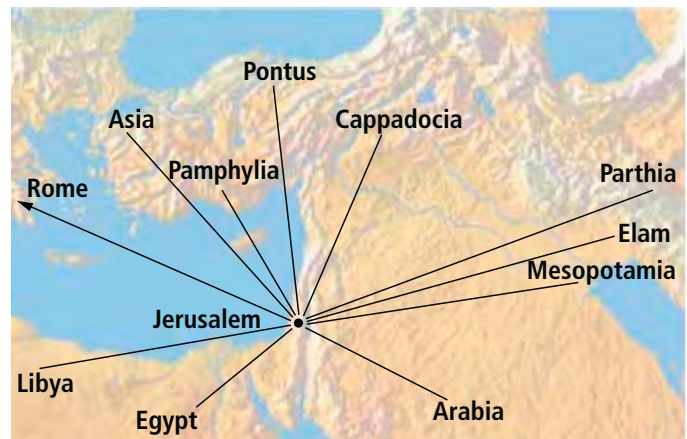 Pontus
Asia
Cappadocia
Pamphylia
Parthia
Rome
Elam
Mesopotamia
Jerusalem
Libya
Arabia
Egypt